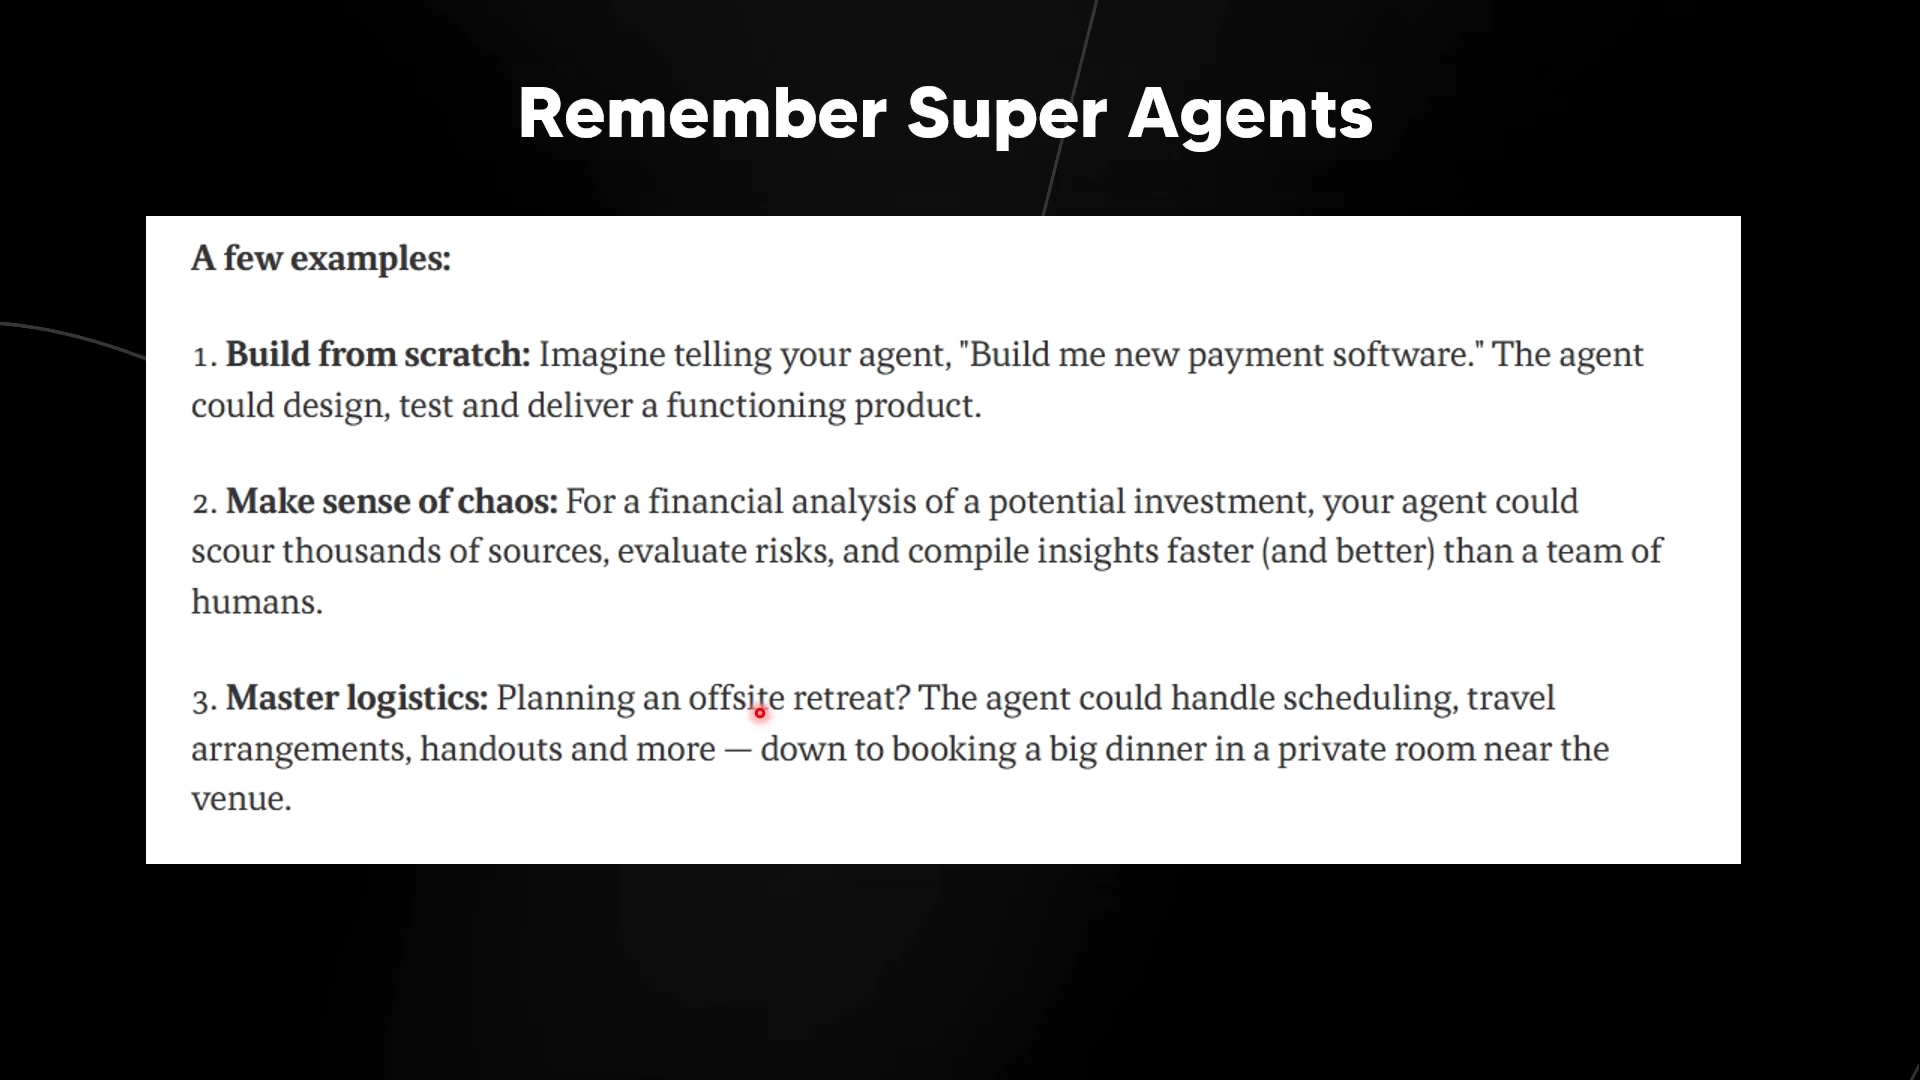 Remember Super Agents
A few examples:
1. Build from scratch: Imagine telling your agent, "Build me new payment software." The agent
could design, test and deliver a functioning product.
2. Make sense of chaos: For a financial analysis of a potential investment, your agent could
scour thousands of sources, evaluate risks, and compile insights faster (and better) than a team of
humans.
3. Master logistics: Planning an offsite retreat? The agent could handle scheduling, travel
arrangements, handouts and more — down to booking a big dinner in a private room near the
venue.